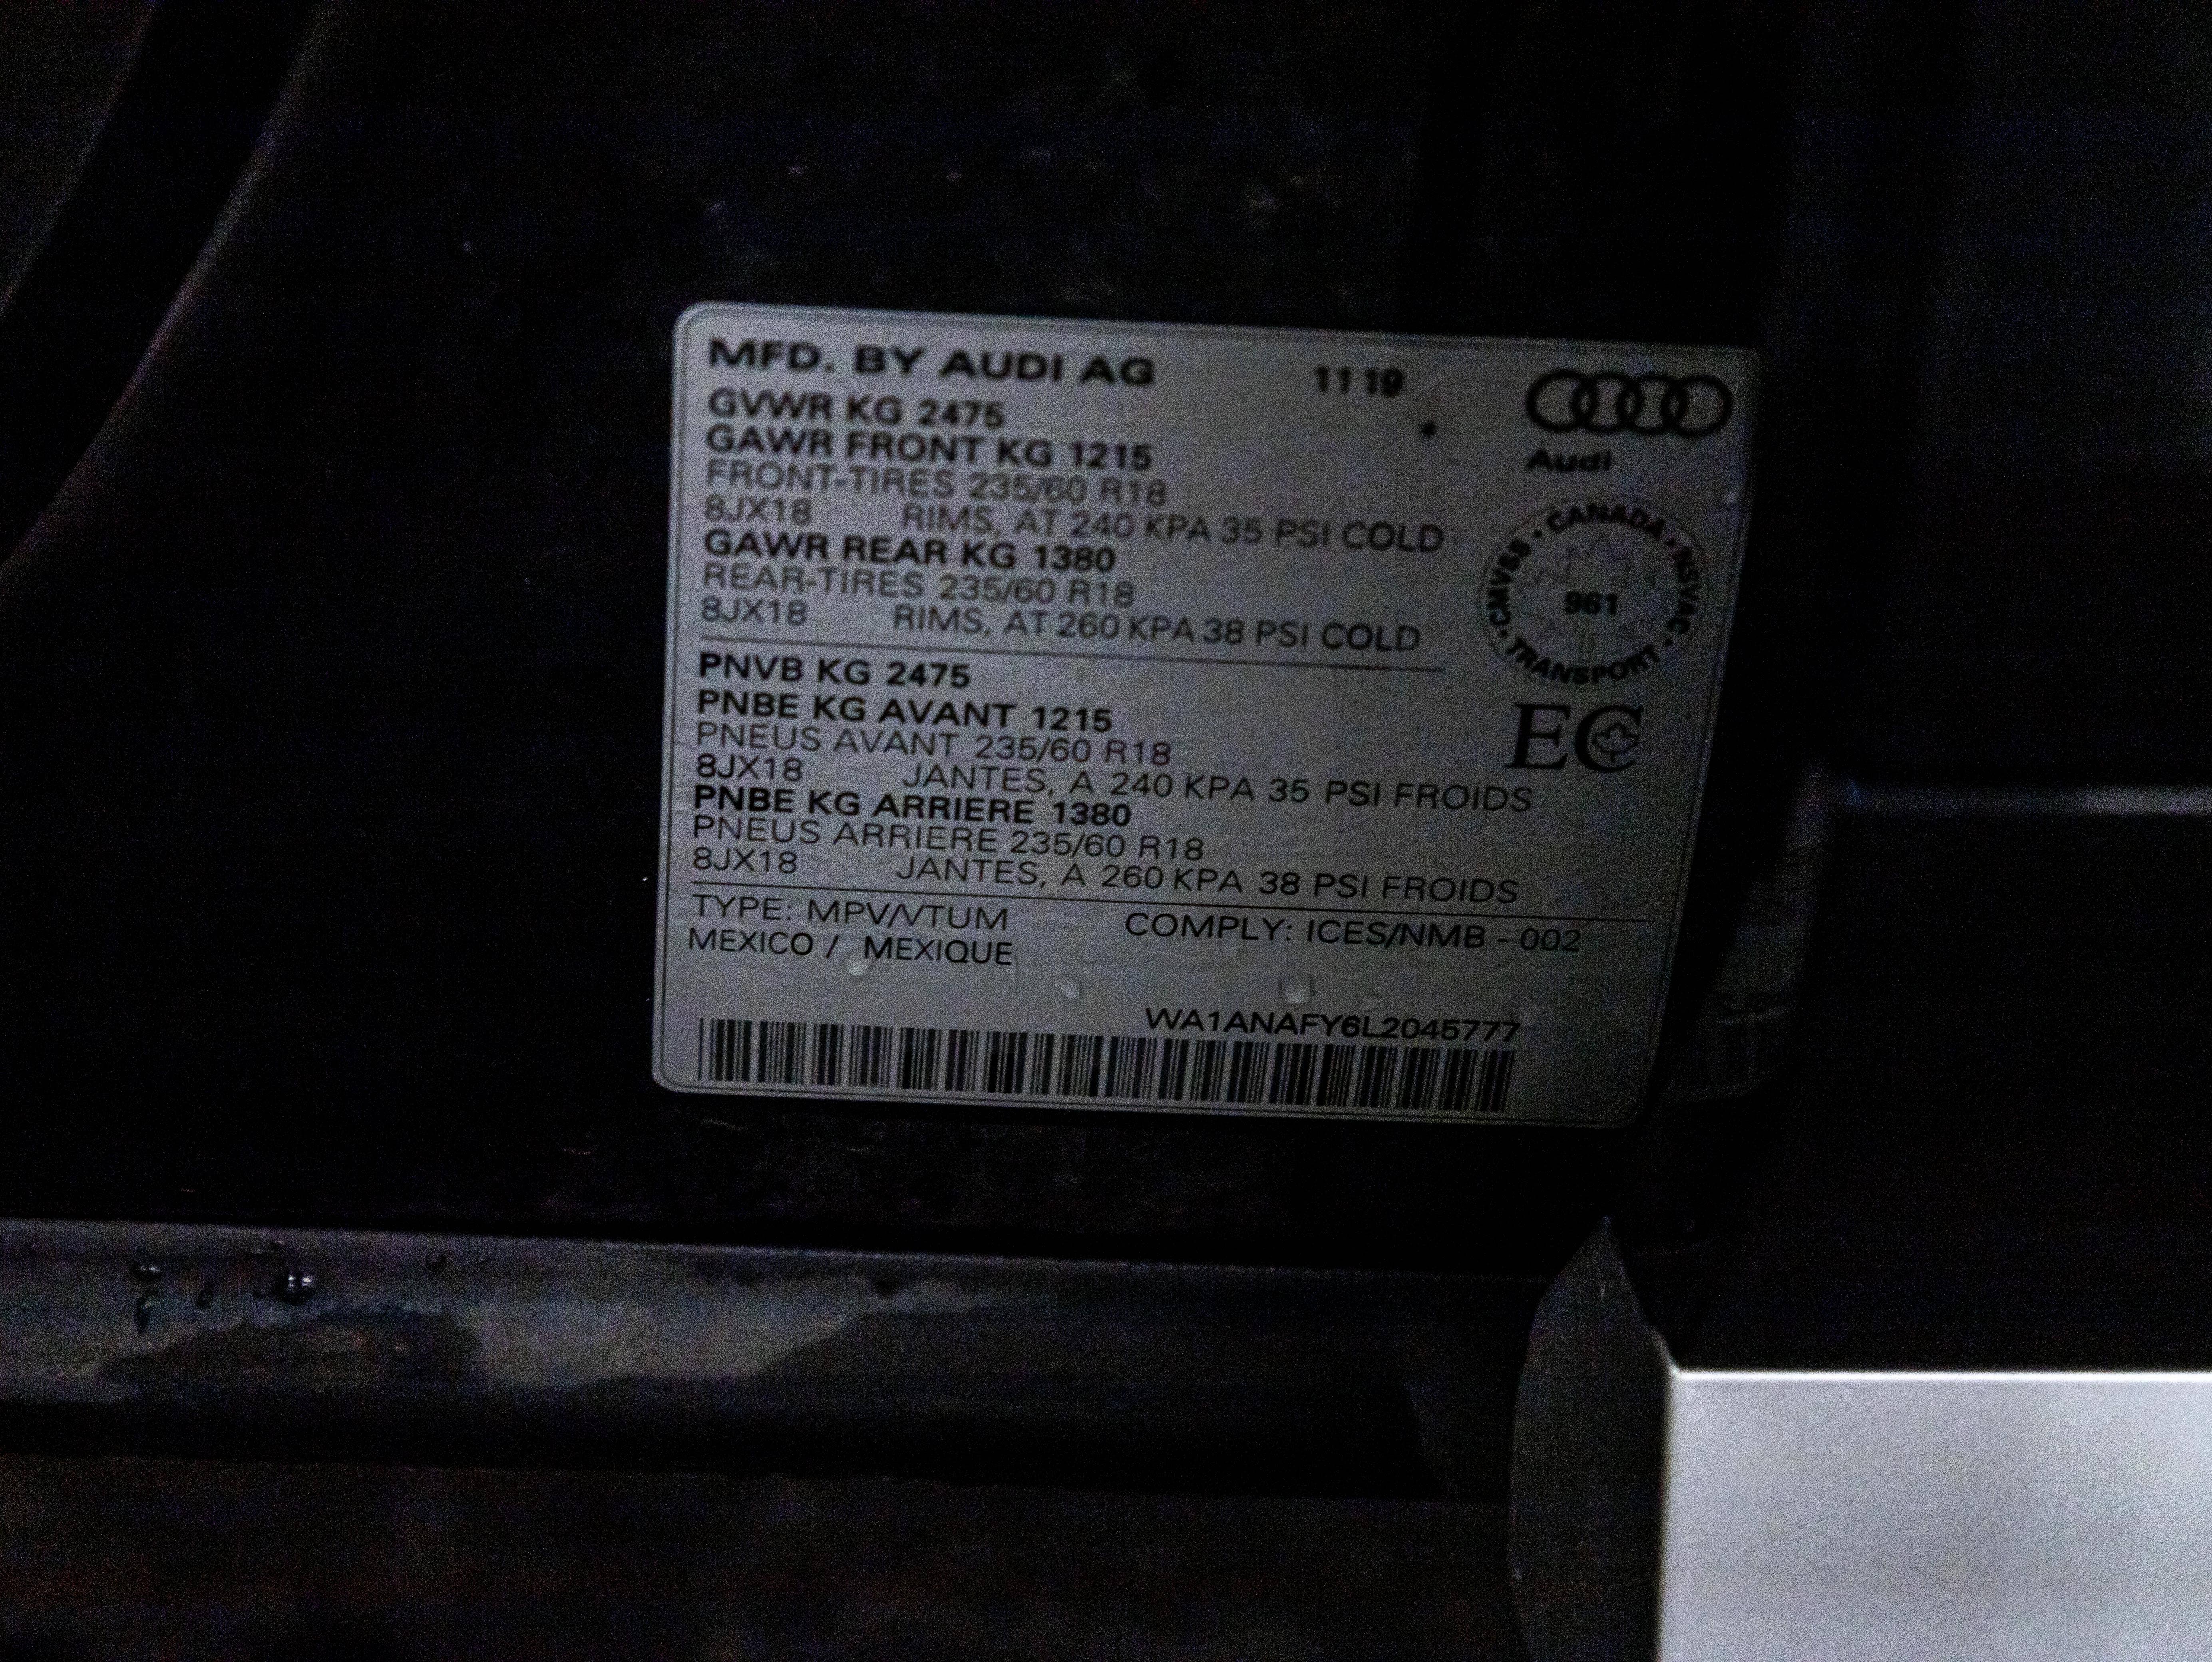 MFD. BY AUDI AG 11 19
Audi
GVWR KG 2475
GAWR FRONT KG 1215
FRONT-TIRES 235/60 R18
8JX18 RIMS, AT 240 KPA 35 PSI COLD
GAWR REAR KG 1380
REAR-TIRES 235/60 R18
8JX18 RIMS, AT 260 KPA 38 PSI COLD
CMVSS · CANADA · NSVAC · TRANSPORT ·
961
PNVB KG 2475
PNBE KG AVANT 1215
PNEUS AVANT 235/60 R18
8JX18 JANTES, A 240 KPA 35 PSI FROIDS
PNBE KG ARRIERE 1380
PNEUS ARRIERE 235/60 R18
8JX18 JANTES, A 260 KPA 38 PSI FROIDS
EC
TYPE: MPV/VTUM COMPLY: ICES/NMB - 002
MEXICO / MEXIQUE
WA1ANAFY6L2045777